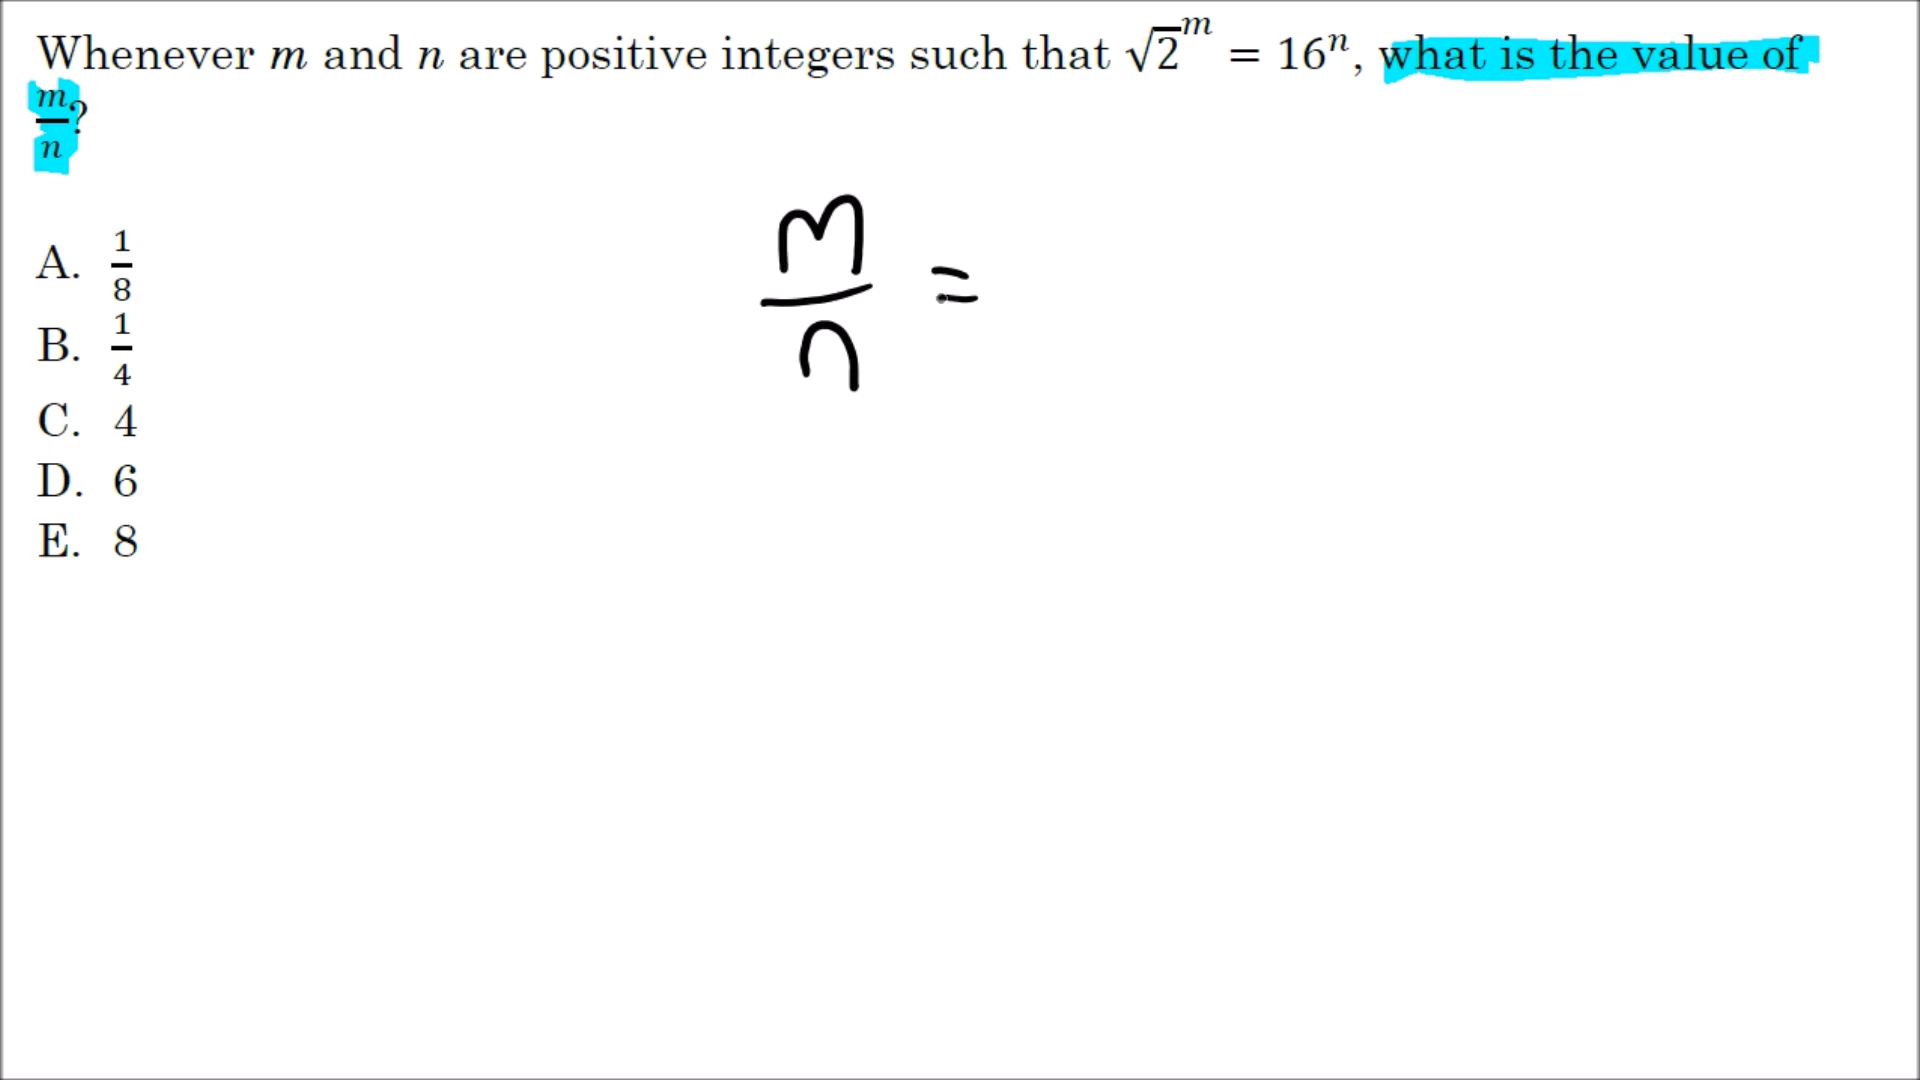 Whenever m and n are positive integers such that √2^m = 16^n, what is the value of
m/n?
A. 1/8
B. 1/4
C. 4
D. 6
E. 8
m/n =